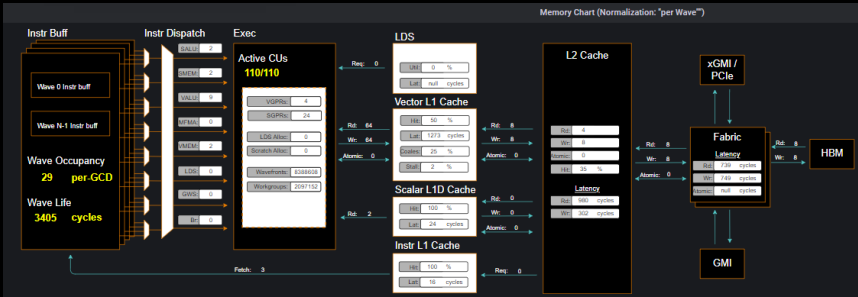 Memory Chart (Normalization: "per Wave"")
Instr Buff
Wave 0 Instr buff
Wave N-1 Instr buff
Wave Occupancy
29 per-GCD
Wave Life
3405 cycles
Instr Dispatch
SALU: 2
SMEM: 2
VALU: 9
MFMA: 0
VMEM: 2
LDS: 0
GWS: 0
Br: 0
Exec
Active CUs
110/110
VGPRs: 4
SGPRs: 24
LDS Alloc: 0
Scratch Alloc: 0
Wavefronts: 8388608
Workgroups: 2097152
Req: 0
Rd: 64
Wr: 64
Atomic: 0
Rd: 2
Fetch: 3
LDS
Util: 0 %
Lat: null cycles
Vector L1 Cache
Hit: 50 %
Lat: 1273 cycles
Coales: 25 %
Stall: 2 %
Scalar L1D Cache
Hit: 100 %
Lat: 24 cycles
Instr L1 Cache
Hit: 100 %
Lat: 16 cycles
Rd: 8
Wr: 8
Atomic: 0
Rd: 0
Wr: 0
Atomic: 0
Req: 0
L2 Cache
Rd: 4
Wr: 8
Atomic: 0
Hit: 35 %
Latency
Rd: 980 cycles
Wr: 302 cycles
Rd: 8
Wr: 8
Atomic: 0
xGMI /
PCIe
Fabric
Latency
Rd: 739 cycles
Wr: 749 cycles
Atomic: null cycles
GMI
Rd: 8
Wr: 8
HBM